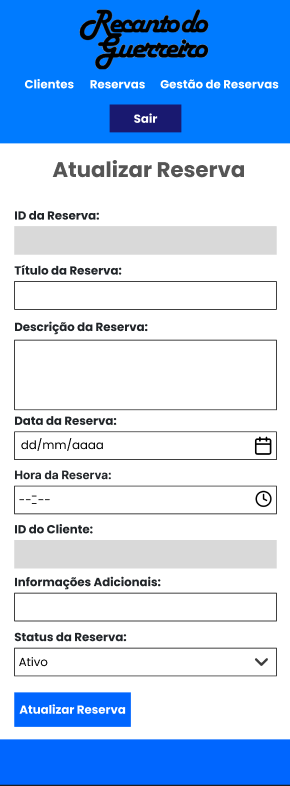 Recanto do
Guerreiro
Clientes Reservas Gestão de Reservas
Sair
Atualizar Reserva
ID da Reserva:
Título da Reserva:
Descrição da Reserva:
Data da Reserva:
dd/mm/aaaa
Hora da Reserva:
--:--
ID do Cliente:
Informações Adicionais:
Status da Reserva:
Ativo
Atualizar Reserva